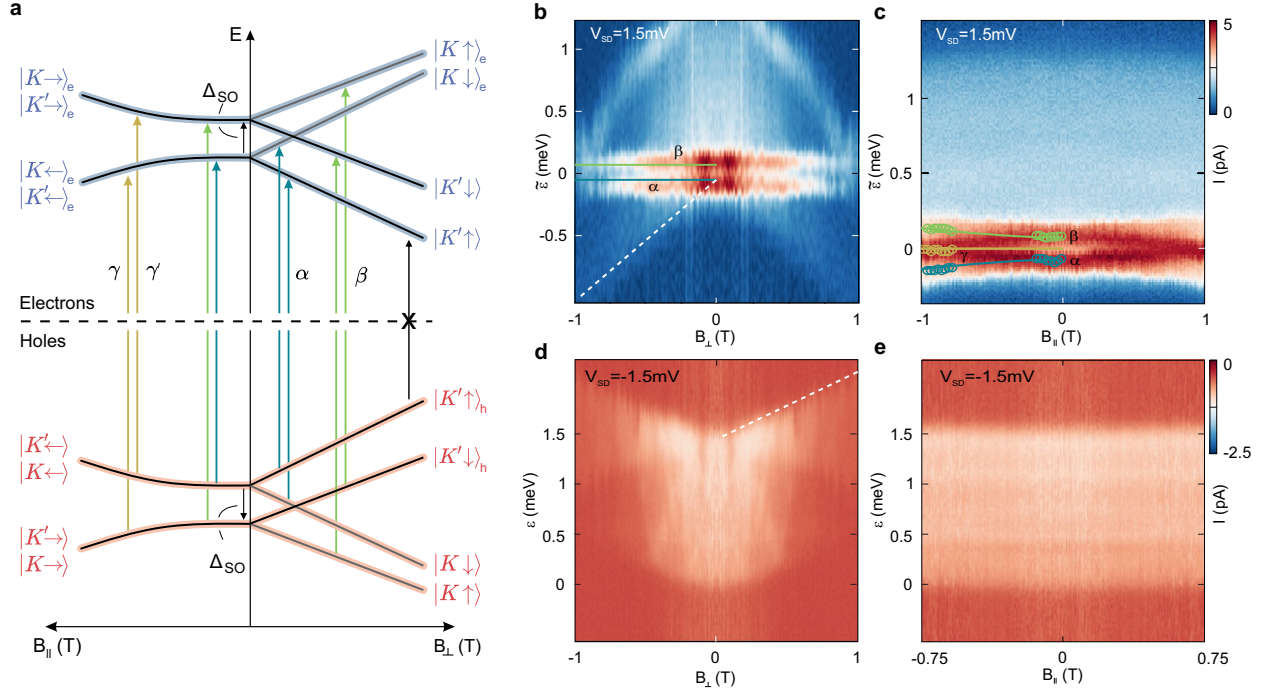 a
E
|K→⟩e
|K′→⟩e
ΔSO
|K←⟩e
|K′←⟩e
|K↑⟩e
|K↓⟩e
|K′↓⟩
|K′↑⟩
γ γ′ α β
Electrons
Holes
|K′←⟩
|K←⟩
|K′→⟩
|K→⟩
ΔSO
|K′↑⟩h
|K′↓⟩h
|K↓⟩
|K↑⟩
B∥ (T)
B⊥ (T)
b
VSD=1.5mV
β
α
ε̃ (meV)
1
0.5
0
-0.5
-1 0 1
B⊥ (T)
c
VSD=1.5mV
β
γ
α
ε̃ (meV)
1
0.5
0
-1 0 1
B∥ (T)
5
0
I (pA)
d
VSD=-1.5mV
ε (meV)
1.5
1
0.5
0
-1 0 1
B⊥ (T)
e
VSD=-1.5mV
ε (meV)
1.5
1
0.5
0
-0.75 0 0.75
B∥ (T)
0
-2.5
I (pA)